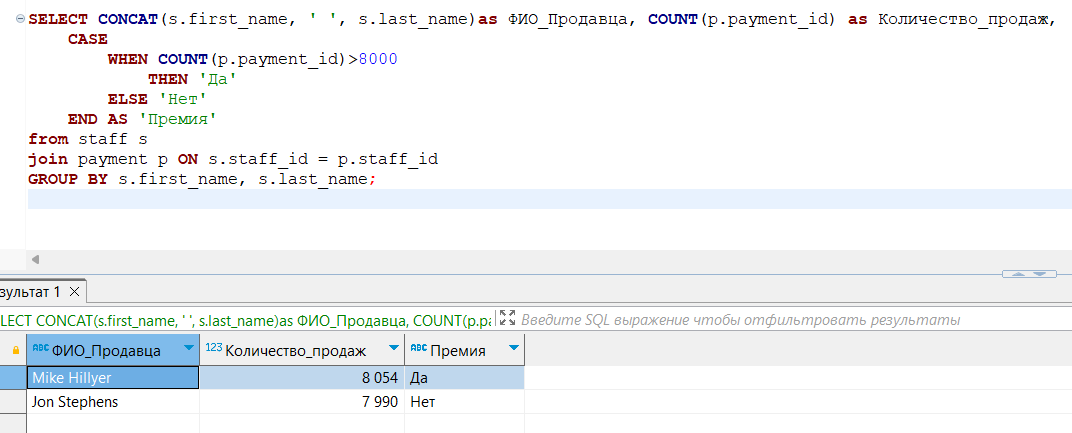 SELECT CONCAT(s.first_name, ' ', s.last_name)as ФИО_Продавца, COUNT(p.payment_id) as Количество_продаж,
CASE
WHEN COUNT(p.payment_id)>8000
THEN 'Да'
ELSE 'Нет'
END AS 'Премия'
from staff s
join payment p ON s.staff_id = p.staff_id
GROUP BY s.first_name, s.last_name;
зультат 1
LECT CONCAT(s.first_name, ' ', s.last_name)as ФИО_Продавца, COUNT(p.pa Введите SQL выражение чтобы отфильтровать результаты
ABC ФИО_Продавца 123 Количество_продаж ABC Премия
Mike Hillyer 8 054 Да
Jon Stephens 7 990 Нет